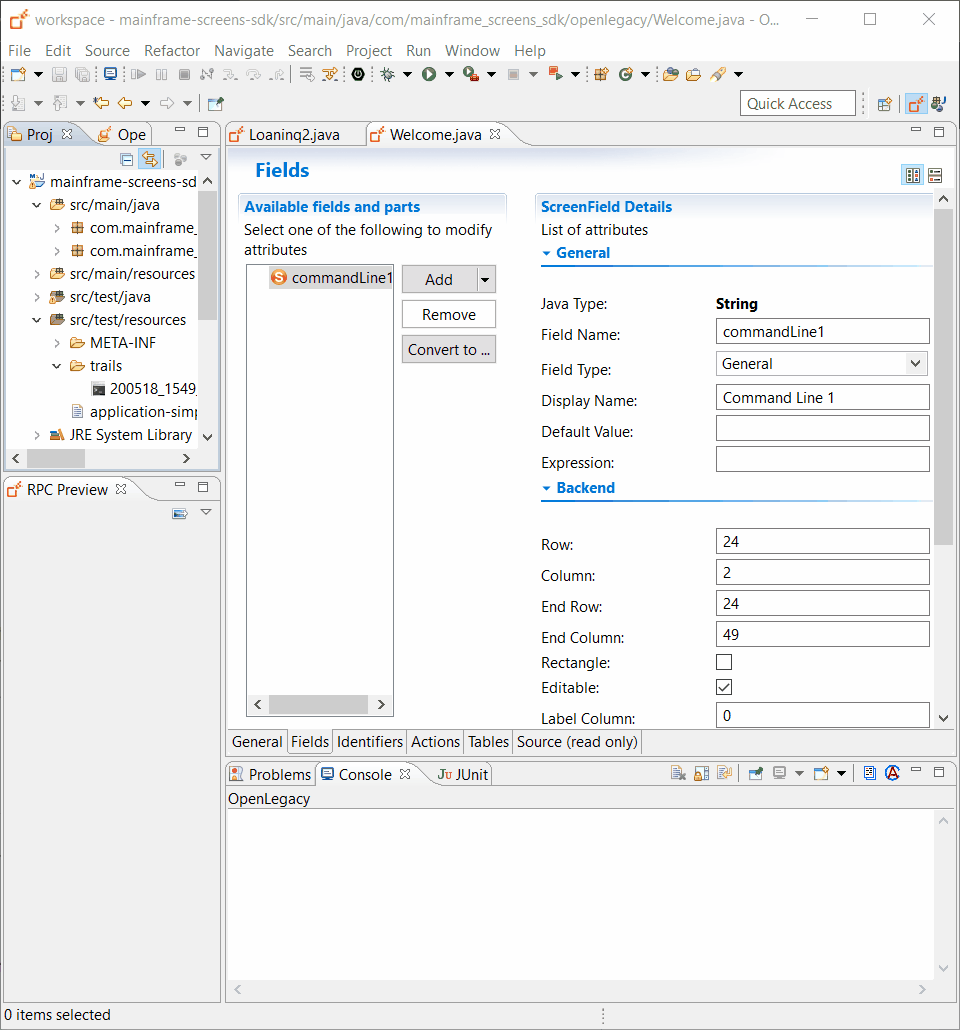 workspace - mainframe-screens-sdk/src/main/java/com/mainframe_screens_sdk/openlegacy/Welcome.java - O...
File Edit Source Refactor Navigate Search Project Run Window Help
Quick Access
Proj
Ope
mainframe-screens-sd
src/main/java
com.mainframe_
com.mainframe_
src/main/resources
src/test/java
src/test/resources
META-INF
trails
200518_1549_
application-simp
JRE System Library
RPC Preview
Loaninq2.java
Welcome.java
Fields
Available fields and parts
Select one of the following to modify
attributes
S commandLine1
Add
Remove
Convert to ...
ScreenField Details
List of attributes
General
Java Type: String
Field Name: commandLine1
Field Type: General
Display Name: Command Line 1
Default Value:
Expression:
Backend
Row: 24
Column: 2
End Row: 24
End Column: 49
Rectangle:
Editable:
Label Column: 0
General Fields Identifiers Actions Tables Source (read only)
Problems Console Ju JUnit
OpenLegacy
0 items selected